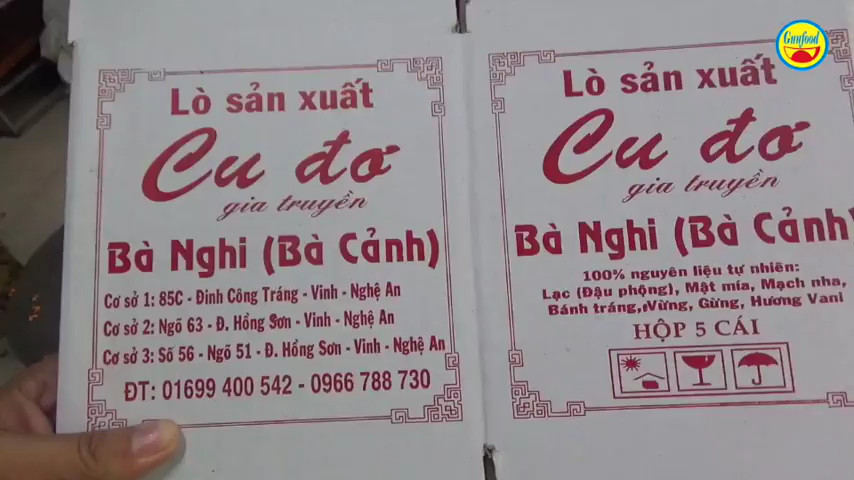 Gunfood
Lò sản xuất
Cu đơ
gia truyền
Bà Nghi (Bà Cảnh)
Cơ sở 1: 85C - Đinh Công Tráng - Vinh - Nghệ An
Cơ sở 2: Ngõ 63 - Đ. Hồng Sơn - Vinh - Nghệ An
Cơ sở 3: Số 56 - Ngõ 51 - Đ. Hồng Sơn - Vinh - Nghệ An
ĐT: 01699 400 542 - 0966 788 730
Lò sản xuất
Cu đơ
gia truyền
Bà Nghi (Bà Cảnh)
100% nguyên liệu tự nhiên:
Lạc (Đậu phộng), Mật mía, Mạch nha,
Bánh tráng, Vừng, Gừng, Hương Vani
HỘP 5 CÁI